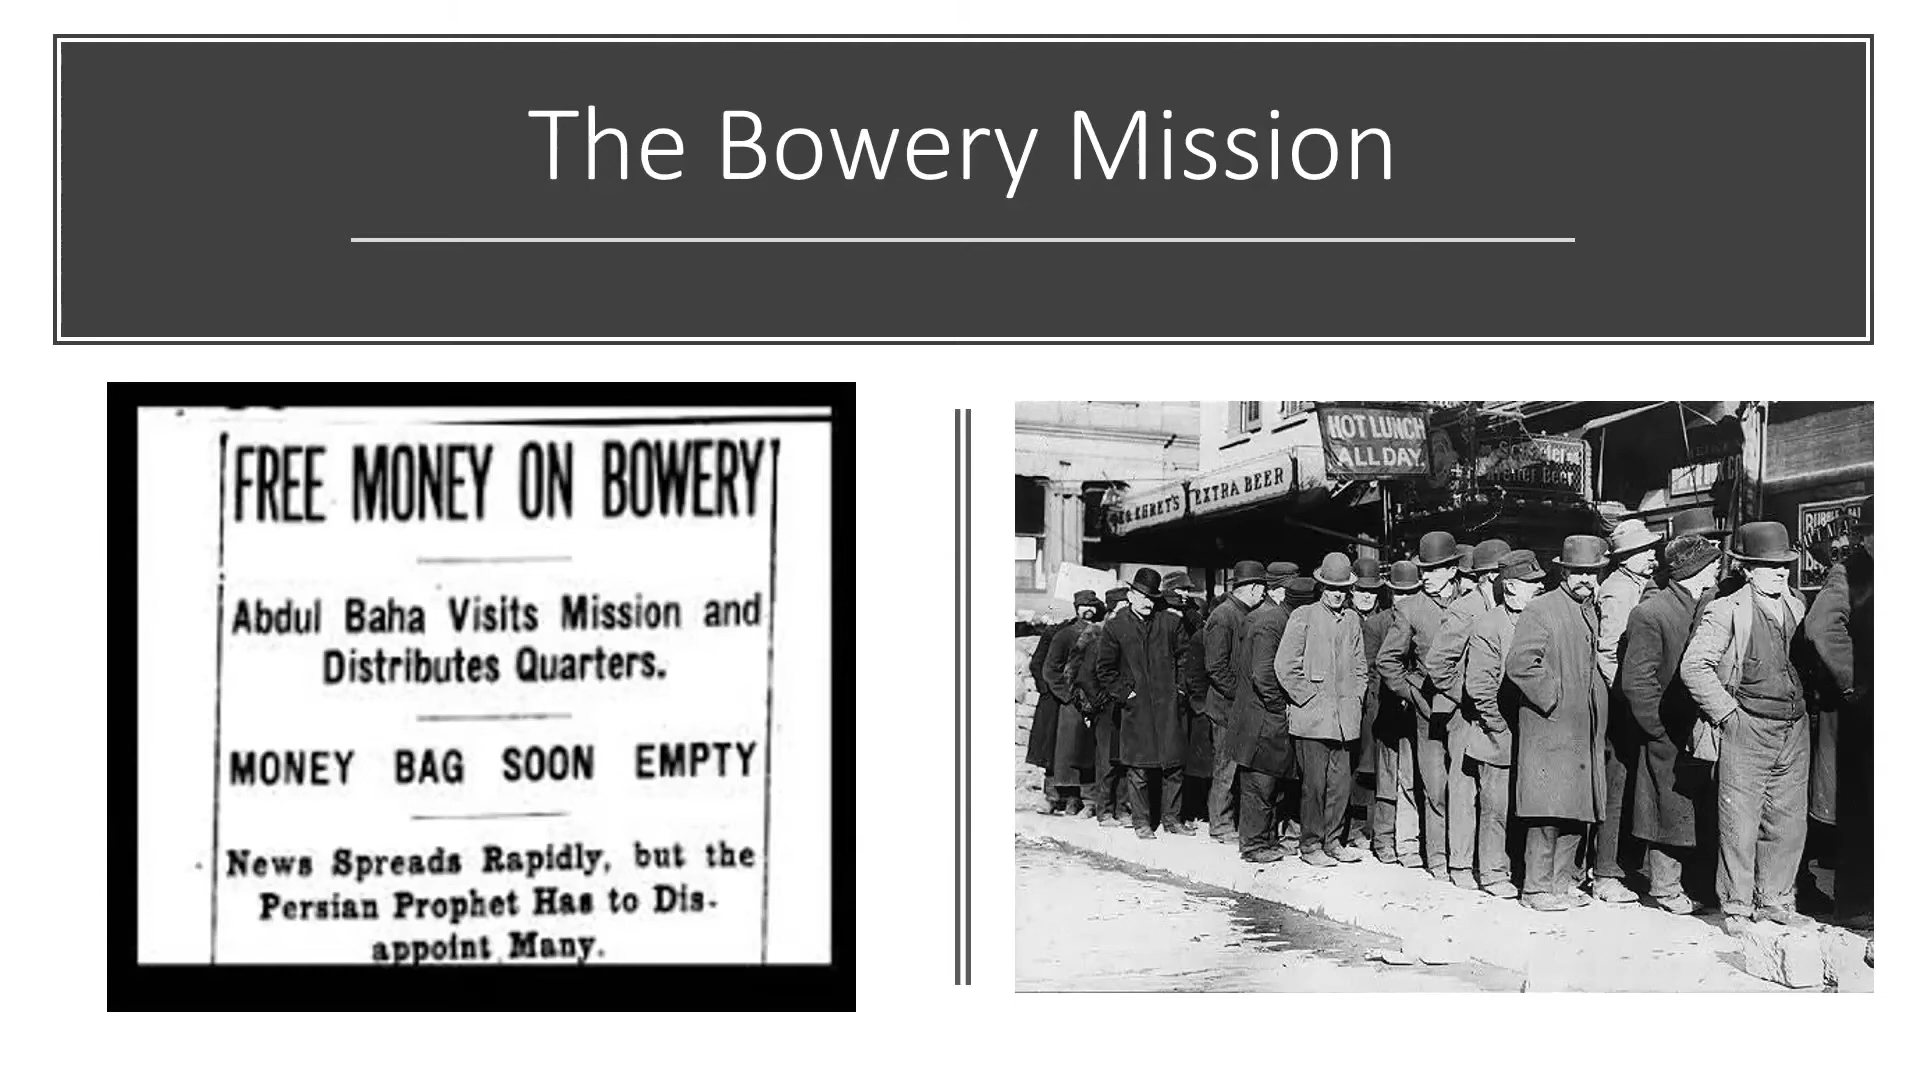 The Bowery Mission
FREE MONEY ON BOWERY
Abdul Baha Visits Mission and
Distributes Quarters.
MONEY BAG SOON EMPTY
News Spreads Rapidly, but the
Persian Prophet Has to Dis-
appoint Many.
HOT LUNCH
ALL DAY.
EXTRA BEER